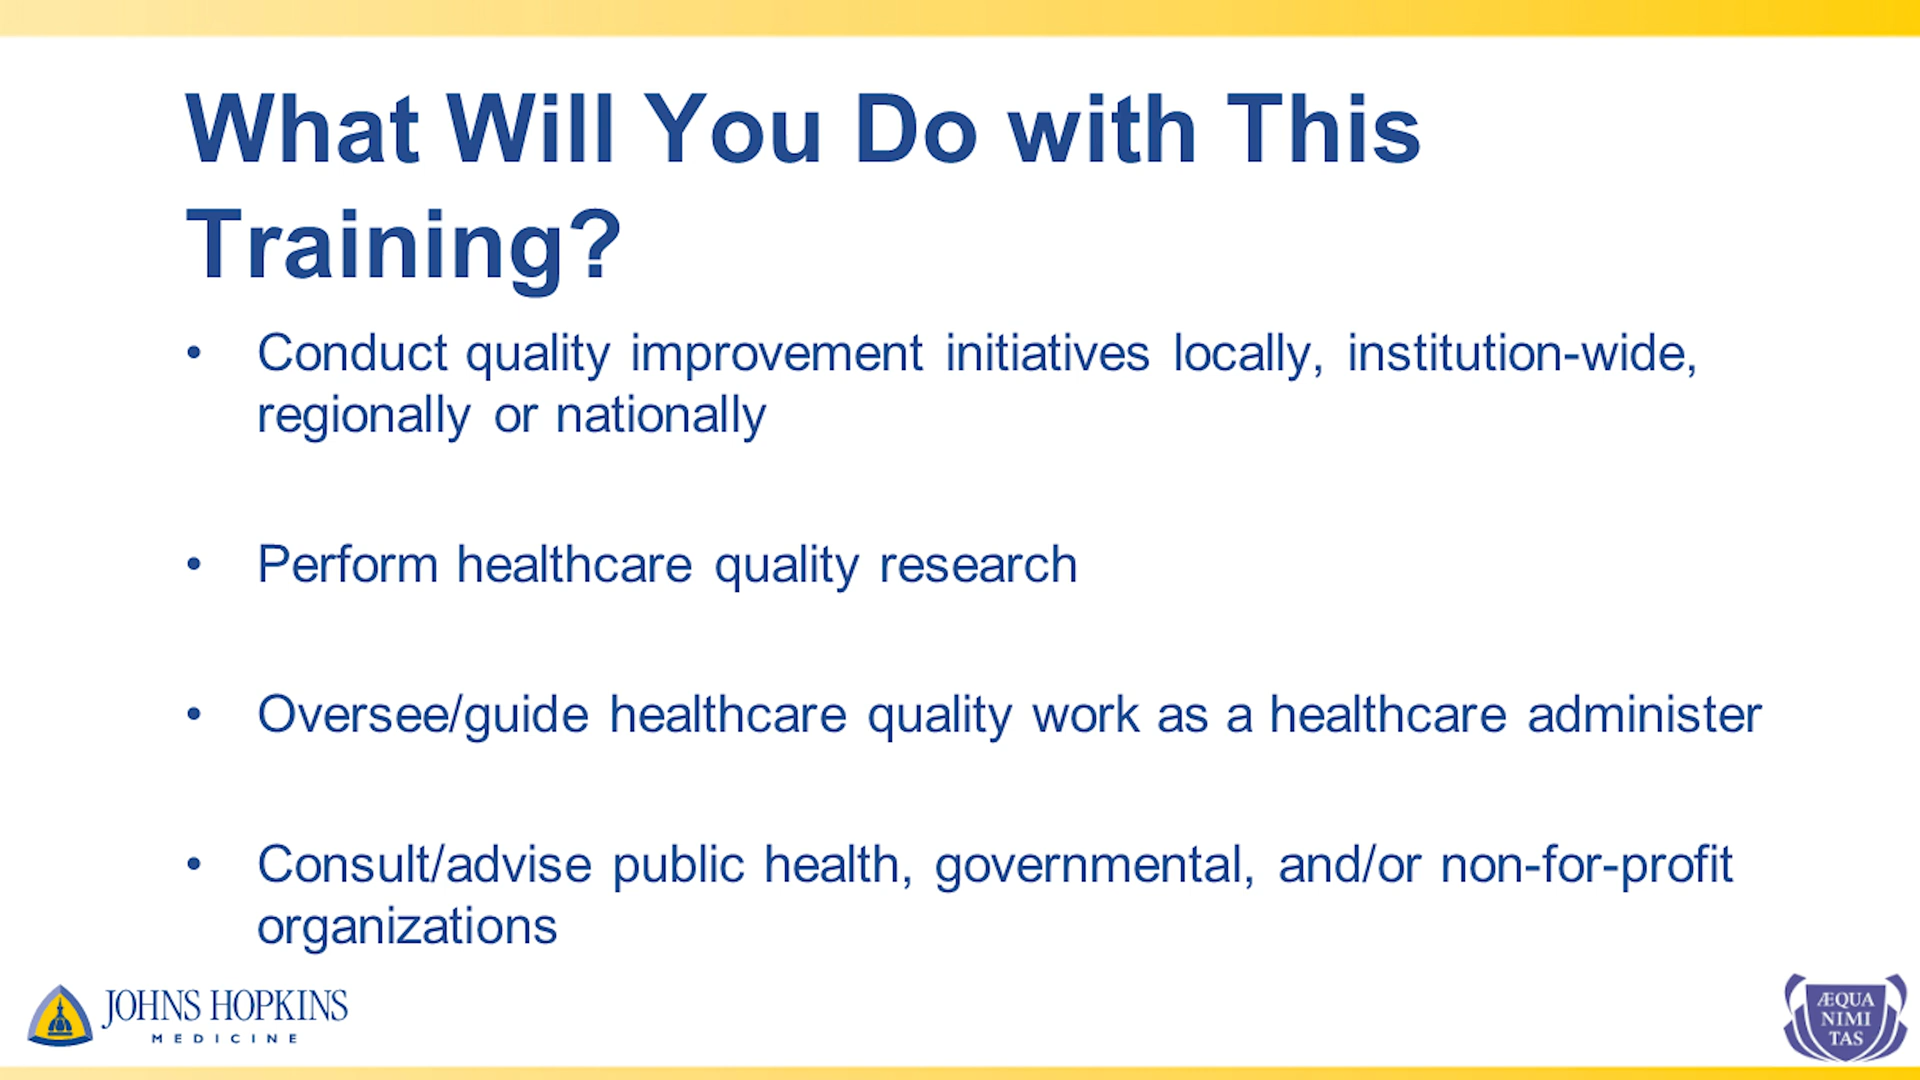 What Will You Do with This
Training?
• Conduct quality improvement initiatives locally, institution-wide,
regionally or nationally
• Perform healthcare quality research
• Oversee/guide healthcare quality work as a healthcare administer
• Consult/advise public health, governmental, and/or non-for-profit
organizations
JOHNS HOPKINS
MEDICINE
ÆQUA
NIMI
TAS